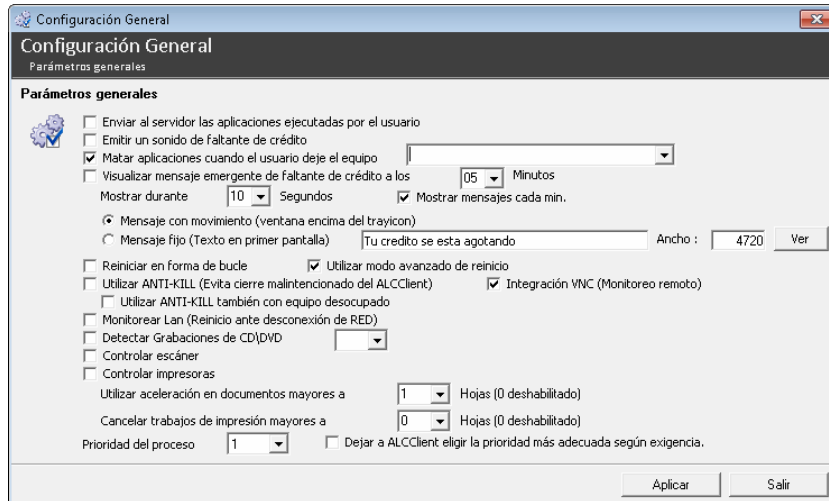 Configuración General
Configuración General
Parámetros generales
Parámetros generales
Enviar al servidor las aplicaciones ejecutadas por el usuario
Emitir un sonido de faltante de crédito
Matar aplicaciones cuando el usuario deje el equipo
Visualizar mensaje emergente de faltante de crédito a los 05 Minutos
Mostrar durante 10 Segundos Mostrar mensajes cada min.
Mensaje con movimiento (ventana encima del trayicon)
Mensaje fijo (Texto en primer pantalla) Tu credito se esta agotando Ancho : 4720 Ver
Reiniciar en forma de bucle Utilizar modo avanzado de reinicio
Utilizar ANTI-KILL (Evita cierre malintencionado del ALCClient) Integración VNC (Monitoreo remoto)
Utilizar ANTI-KILL también con equipo desocupado
Monitorear Lan (Reinicio ante desconexión de RED)
Detectar Grabaciones de CD\DVD
Controlar escáner
Controlar impresoras
Utilizar aceleración en documentos mayores a 1 Hojas (0 deshabilitado)
Cancelar trabajos de impresión mayores a 0 Hojas (0 deshabilitado)
Prioridad del proceso 1 Dejar a ALCClient eligir la prioridad más adecuada según exigencia.
Aplicar Salir